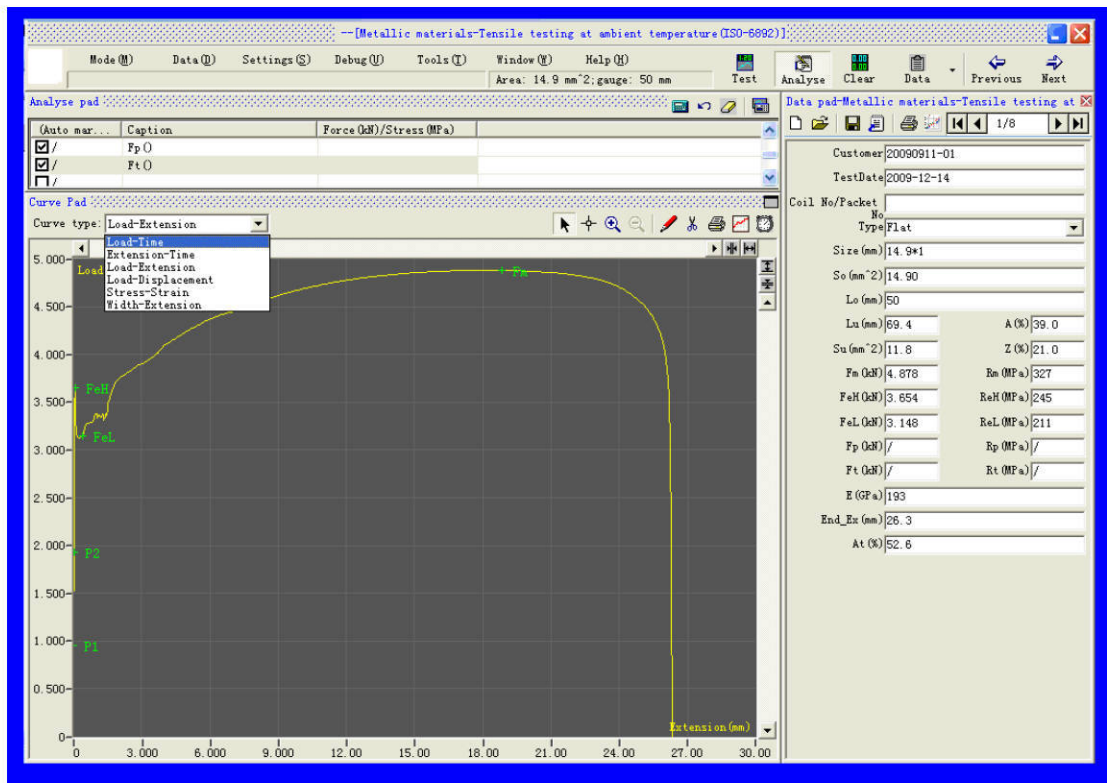 --[Metallic materials-Tensile testing at ambient temperature(ISO-6892)]
Mode(M) Data(D) Settings(S) Debug(U) Tools(T) Window(W) Help(H)
Area: 14.9 mm^2;gauge: 50 mm
Test Analyse Clear Data Previous Next
Analyse pad
(Auto mar... Caption Force(kN)/Stress(MPa)
/ Fp()
/ Ft()
/
Curve Pad
Curve type: Load-Extension
Load-Time
Extension-Time
Load-Extension
Load-Displacement
Stress-Strain
Width-Extension
Load
5.000
4.500
4.000
3.500
3.000
2.500
2.000
1.500
1.000
0.500
0
FeH
FeL
P2
P1
Extension(mm)
0 3.000 6.000 9.000 12.00 15.00 18.00 21.00 24.00 27.00 30.00
Data pad-Metallic materials-Tensile testing at
1/8
Customer 20090911-01
TestDate 2009-12-14
Coil No/Packet No
Type Flat
Size(mm) 14.9*1
So(mm^2) 14.90
Lo(mm) 50
Lu(mm) 69.4 A(%) 39.0
Su(mm^2) 11.8 Z(%) 21.0
Fm(kN) 4.878 Rm(MPa) 327
FeH(kN) 3.654 ReH(MPa) 245
FeL(kN) 3.148 ReL(MPa) 211
Fp(kN) / Rp(MPa) /
Ft(kN) / Rt(MPa) /
E(GPa) 193
End_Ex(mm) 26.3
At(%) 52.6